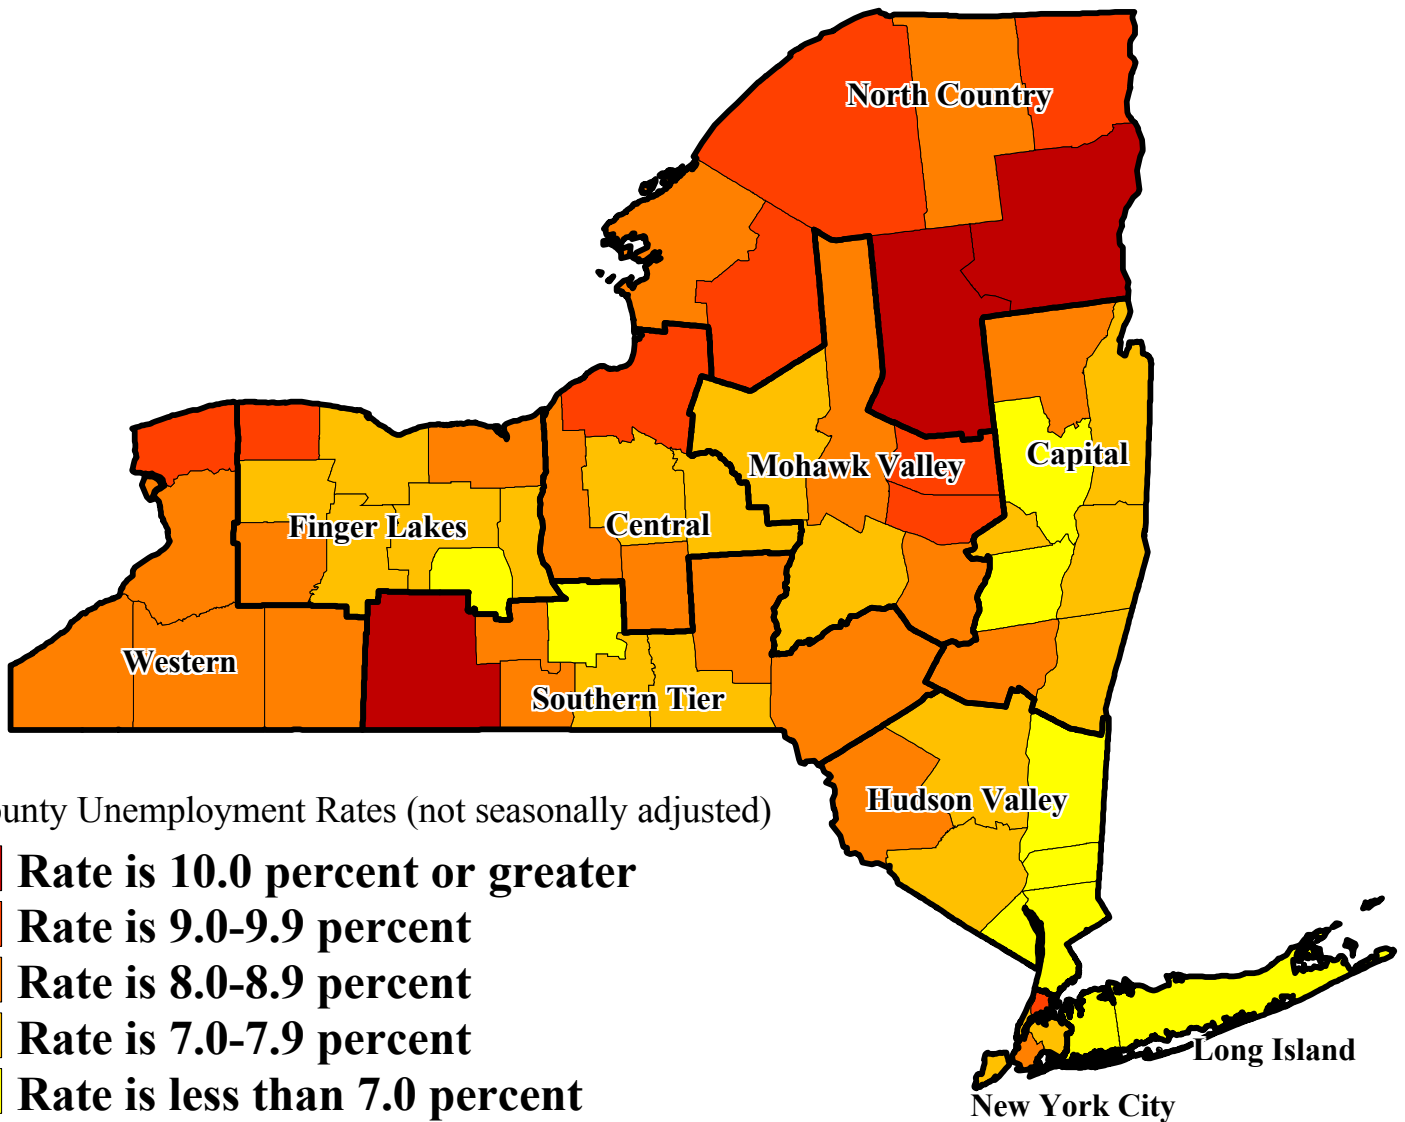 North Country
Mohawk Valley
Capital
Finger Lakes
Central
Western
Southern Tier
Hudson Valley
ounty Unemployment Rates (not seasonally adjusted)
Rate is 10.0 percent or greater
Rate is 9.0-9.9 percent
Rate is 8.0-8.9 percent
Rate is 7.0-7.9 percent
Rate is less than 7.0 percent
Long Island
New York City